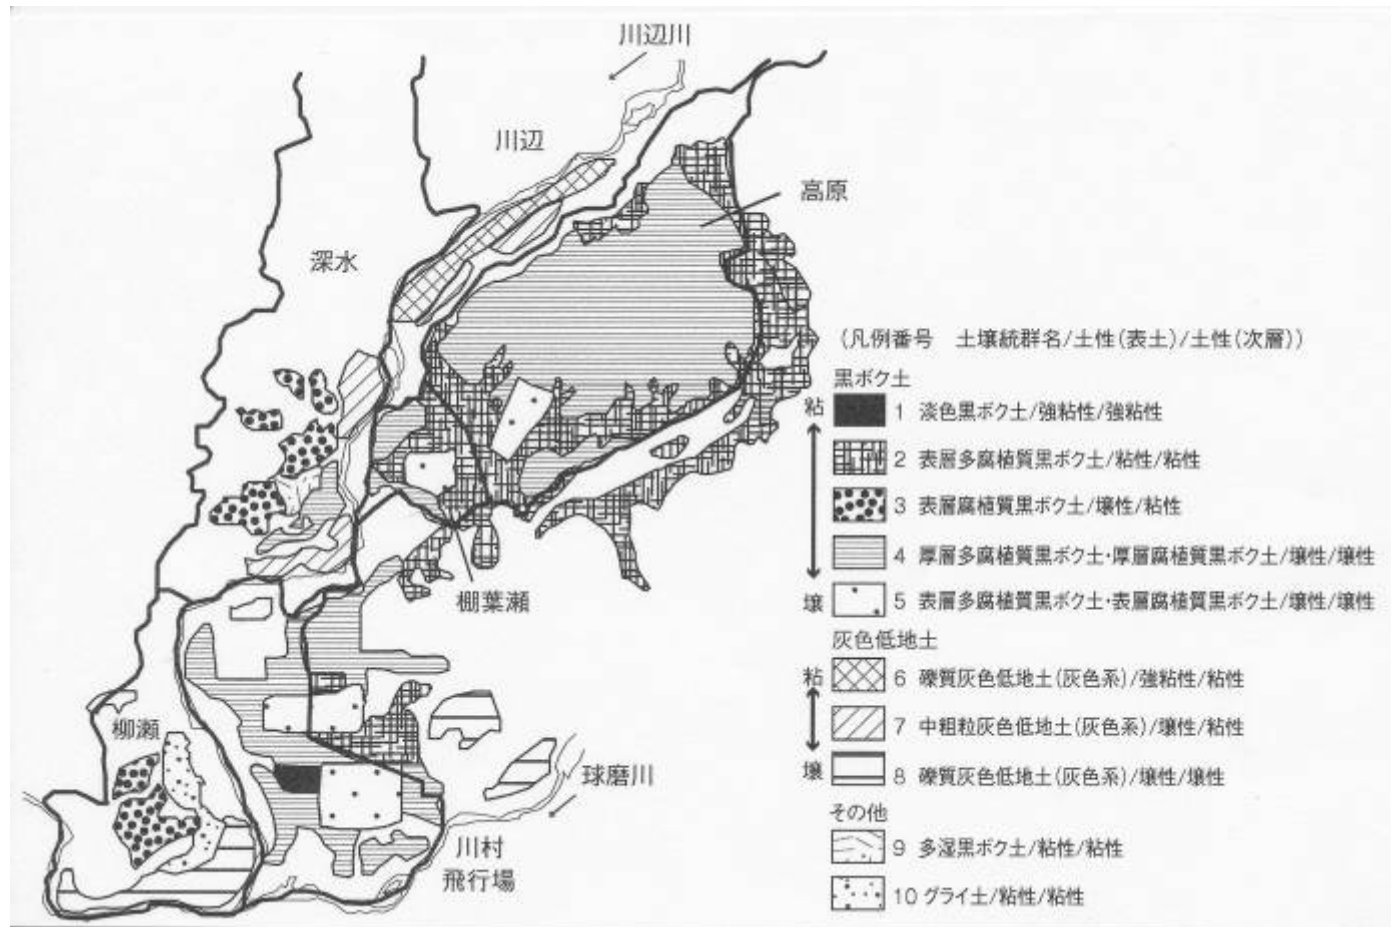 川辺川
川辺
高原
深水
棚葉瀬
柳瀬
球磨川
川村
飛行場
(凡例番号 土壌統群名/土性(表土)/土性(次層))
黒ボク土
粘
1 淡色黒ボク土/強粘性/強粘性
2 表層多腐植質黒ボク土/粘性/粘性
3 表層腐植質黒ボク土/壌性/粘性
4 厚層多腐植質黒ボク土・厚層腐植質黒ボク土/壌性/壌性
壌
5 表層多腐植質黒ボク土・表層腐植質黒ボク土/壌性/壌性
灰色低地土
粘
6 礫質灰色低地土(灰色系)/強粘性/粘性
7 中粗粒灰色低地土(灰色系)/壌性/粘性
壌
8 礫質灰色低地土(灰色系)/壌性/壌性
その他
9 多湿黒ボク土/粘性/粘性
10 グライ土/粘性/粘性